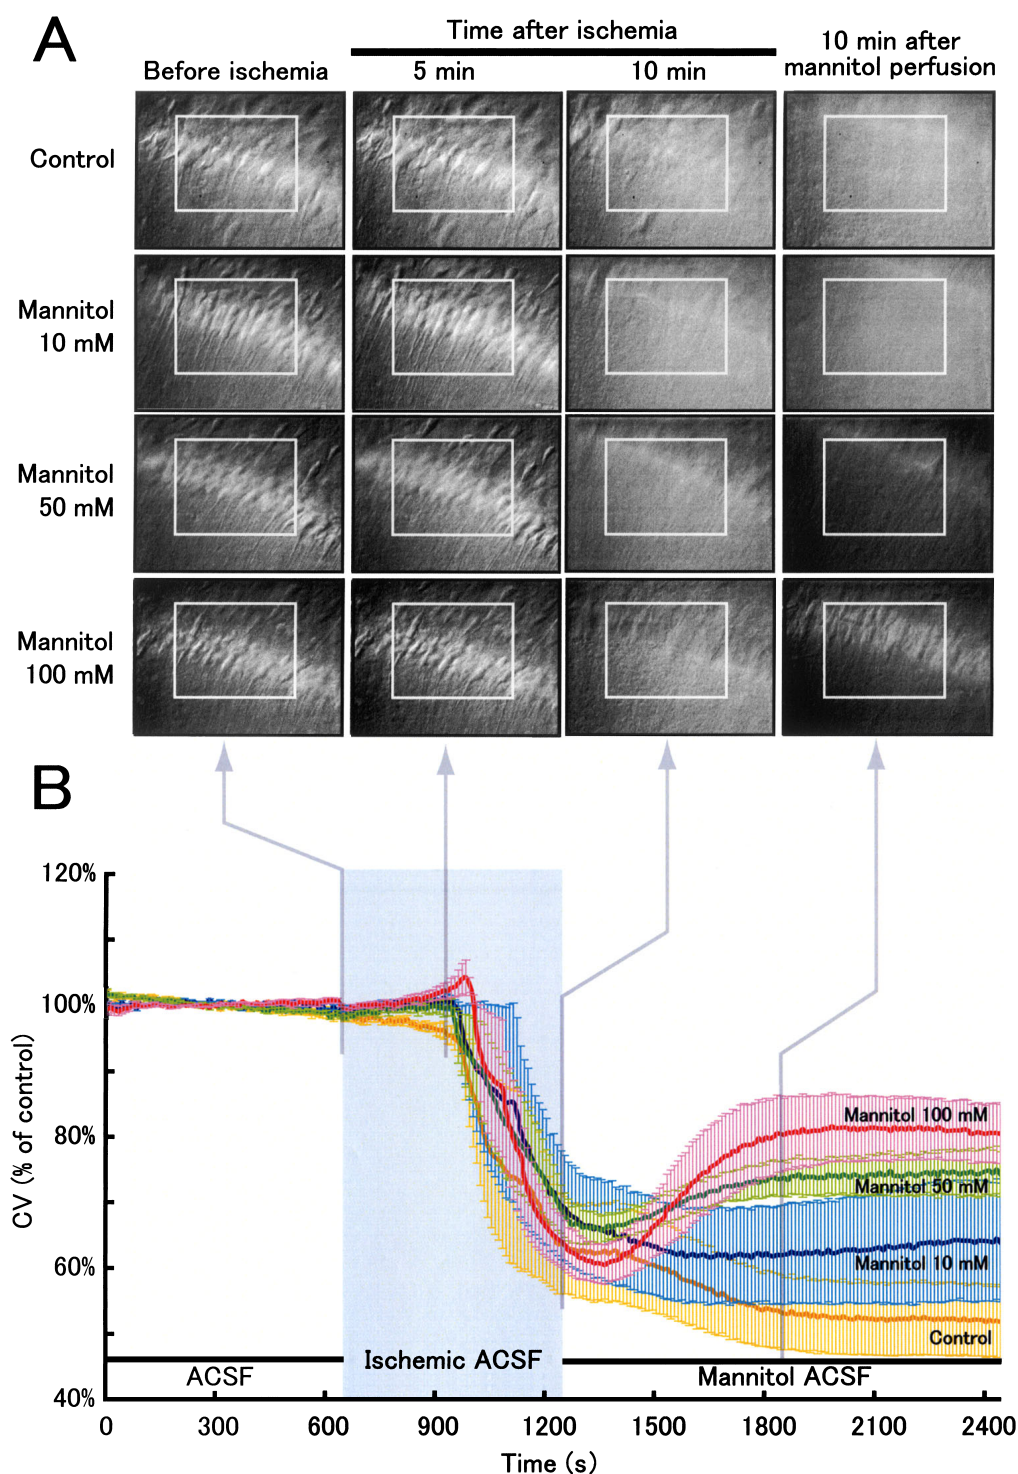 A
Time after ischemia
Before ischemia
5 min
10 min
10 min after
mannitol perfusion
Control
Mannitol
10 mM
Mannitol
50 mM
Mannitol
100 mM
B
CV (% of control)
120%
100%
80%
60%
40%
Mannitol 100 mM
Mannitol 50 mM
Mannitol 10 mM
Control
ACSF
Ischemic ACSF
Mannitol ACSF
0 300 600 900 1200 1500 1800 2100 2400
Time (s)